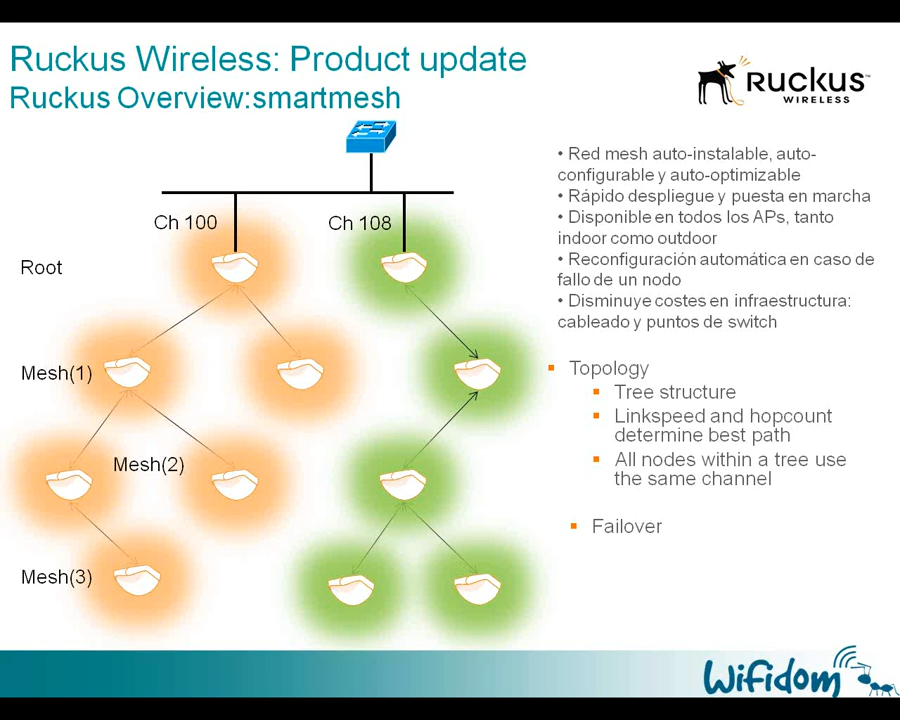 Ruckus Wireless: Product update
Ruckus Overview:smartmesh
RUCKUS™
WIRELESS
Ch 100
Ch 108
Root
Mesh(1)
Mesh(2)
Mesh(3)
• Red mesh auto-instalable, auto-
configurable y auto-optimizable
• Rápido despliegue y puesta en marcha
• Disponible en todos los APs, tanto
indoor como outdoor
• Reconfiguración automática en caso de
fallo de un nodo
• Disminuye costes en infraestructura:
cableado y puntos de switch
▪ Topology
▪ Tree structure
▪ Linkspeed and hopcount
determine best path
▪ All nodes within a tree use
the same channel
▪ Failover
Wifidom